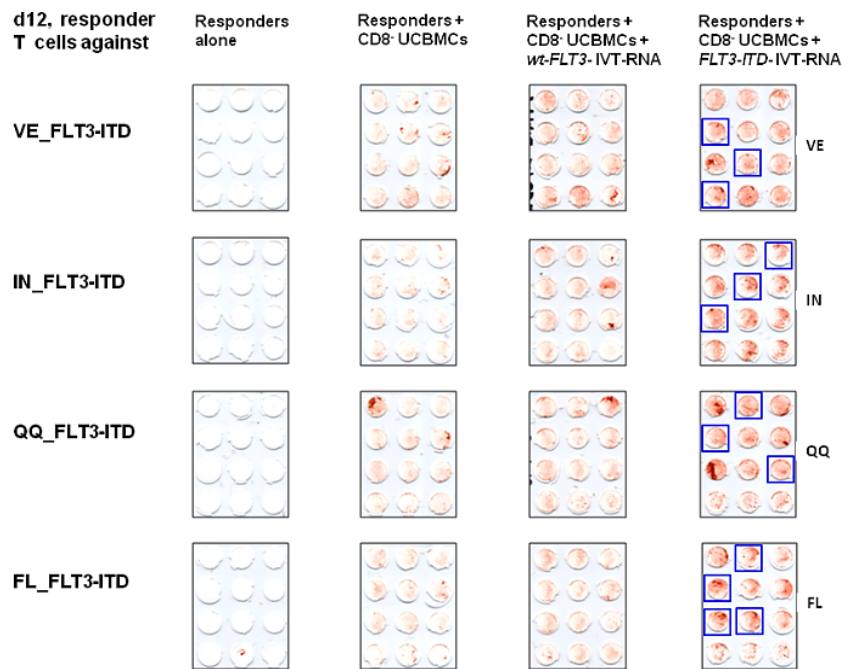 d12, responder
T cells against
Responders
alone
Responders +
CD8- UCBMCs
Responders +
CD8- UCBMCs +
wt-FLT3- IVT-RNA
Responders +
CD8- UCBMCs +
FLT3-ITD- IVT-RNA
VE_FLT3-ITD
VE
IN_FLT3-ITD
IN
QQ_FLT3-ITD
QQ
FL_FLT3-ITD
FL